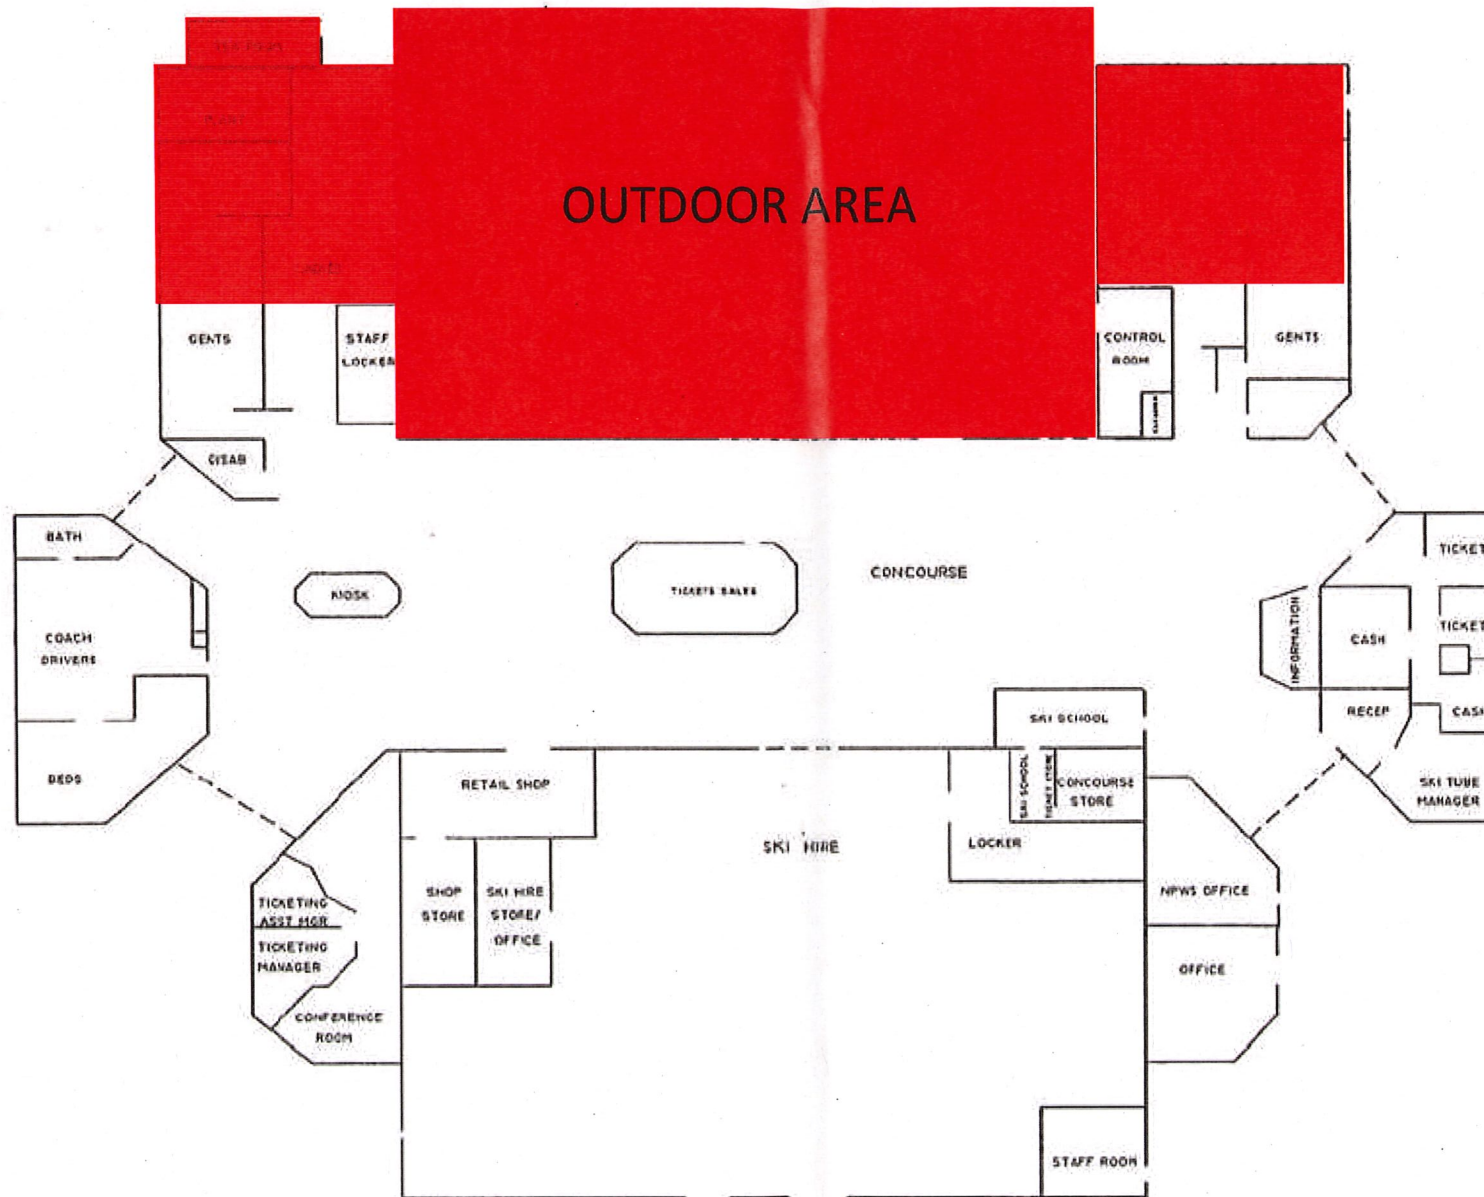 OUTDOOR AREA
GENTS
STAFF
LOCKER
CONTROL
ROOM
GENTS
DISAB
BATH
TICKET
KIOSK
TICKETS SALES
CONCOURSE
INFORMATION
CASH
TICKET
COACH
DRIVERS
RECEP
CASH
SKI SCHOOL
BEDS
RETAIL SHOP
SKI SCHOOL
TICKET STORE
CONCOURSE
STORE
SKI TUBE
MANAGER
SKI HIRE
LOCKER
SHOP
STORE
SKI HIRE
STORE/
OFFICE
NPWS OFFICE
TICKETING
ASST MGR
TICKETING
MANAGER
OFFICE
CONFERENCE
ROOM
STAFF ROOM